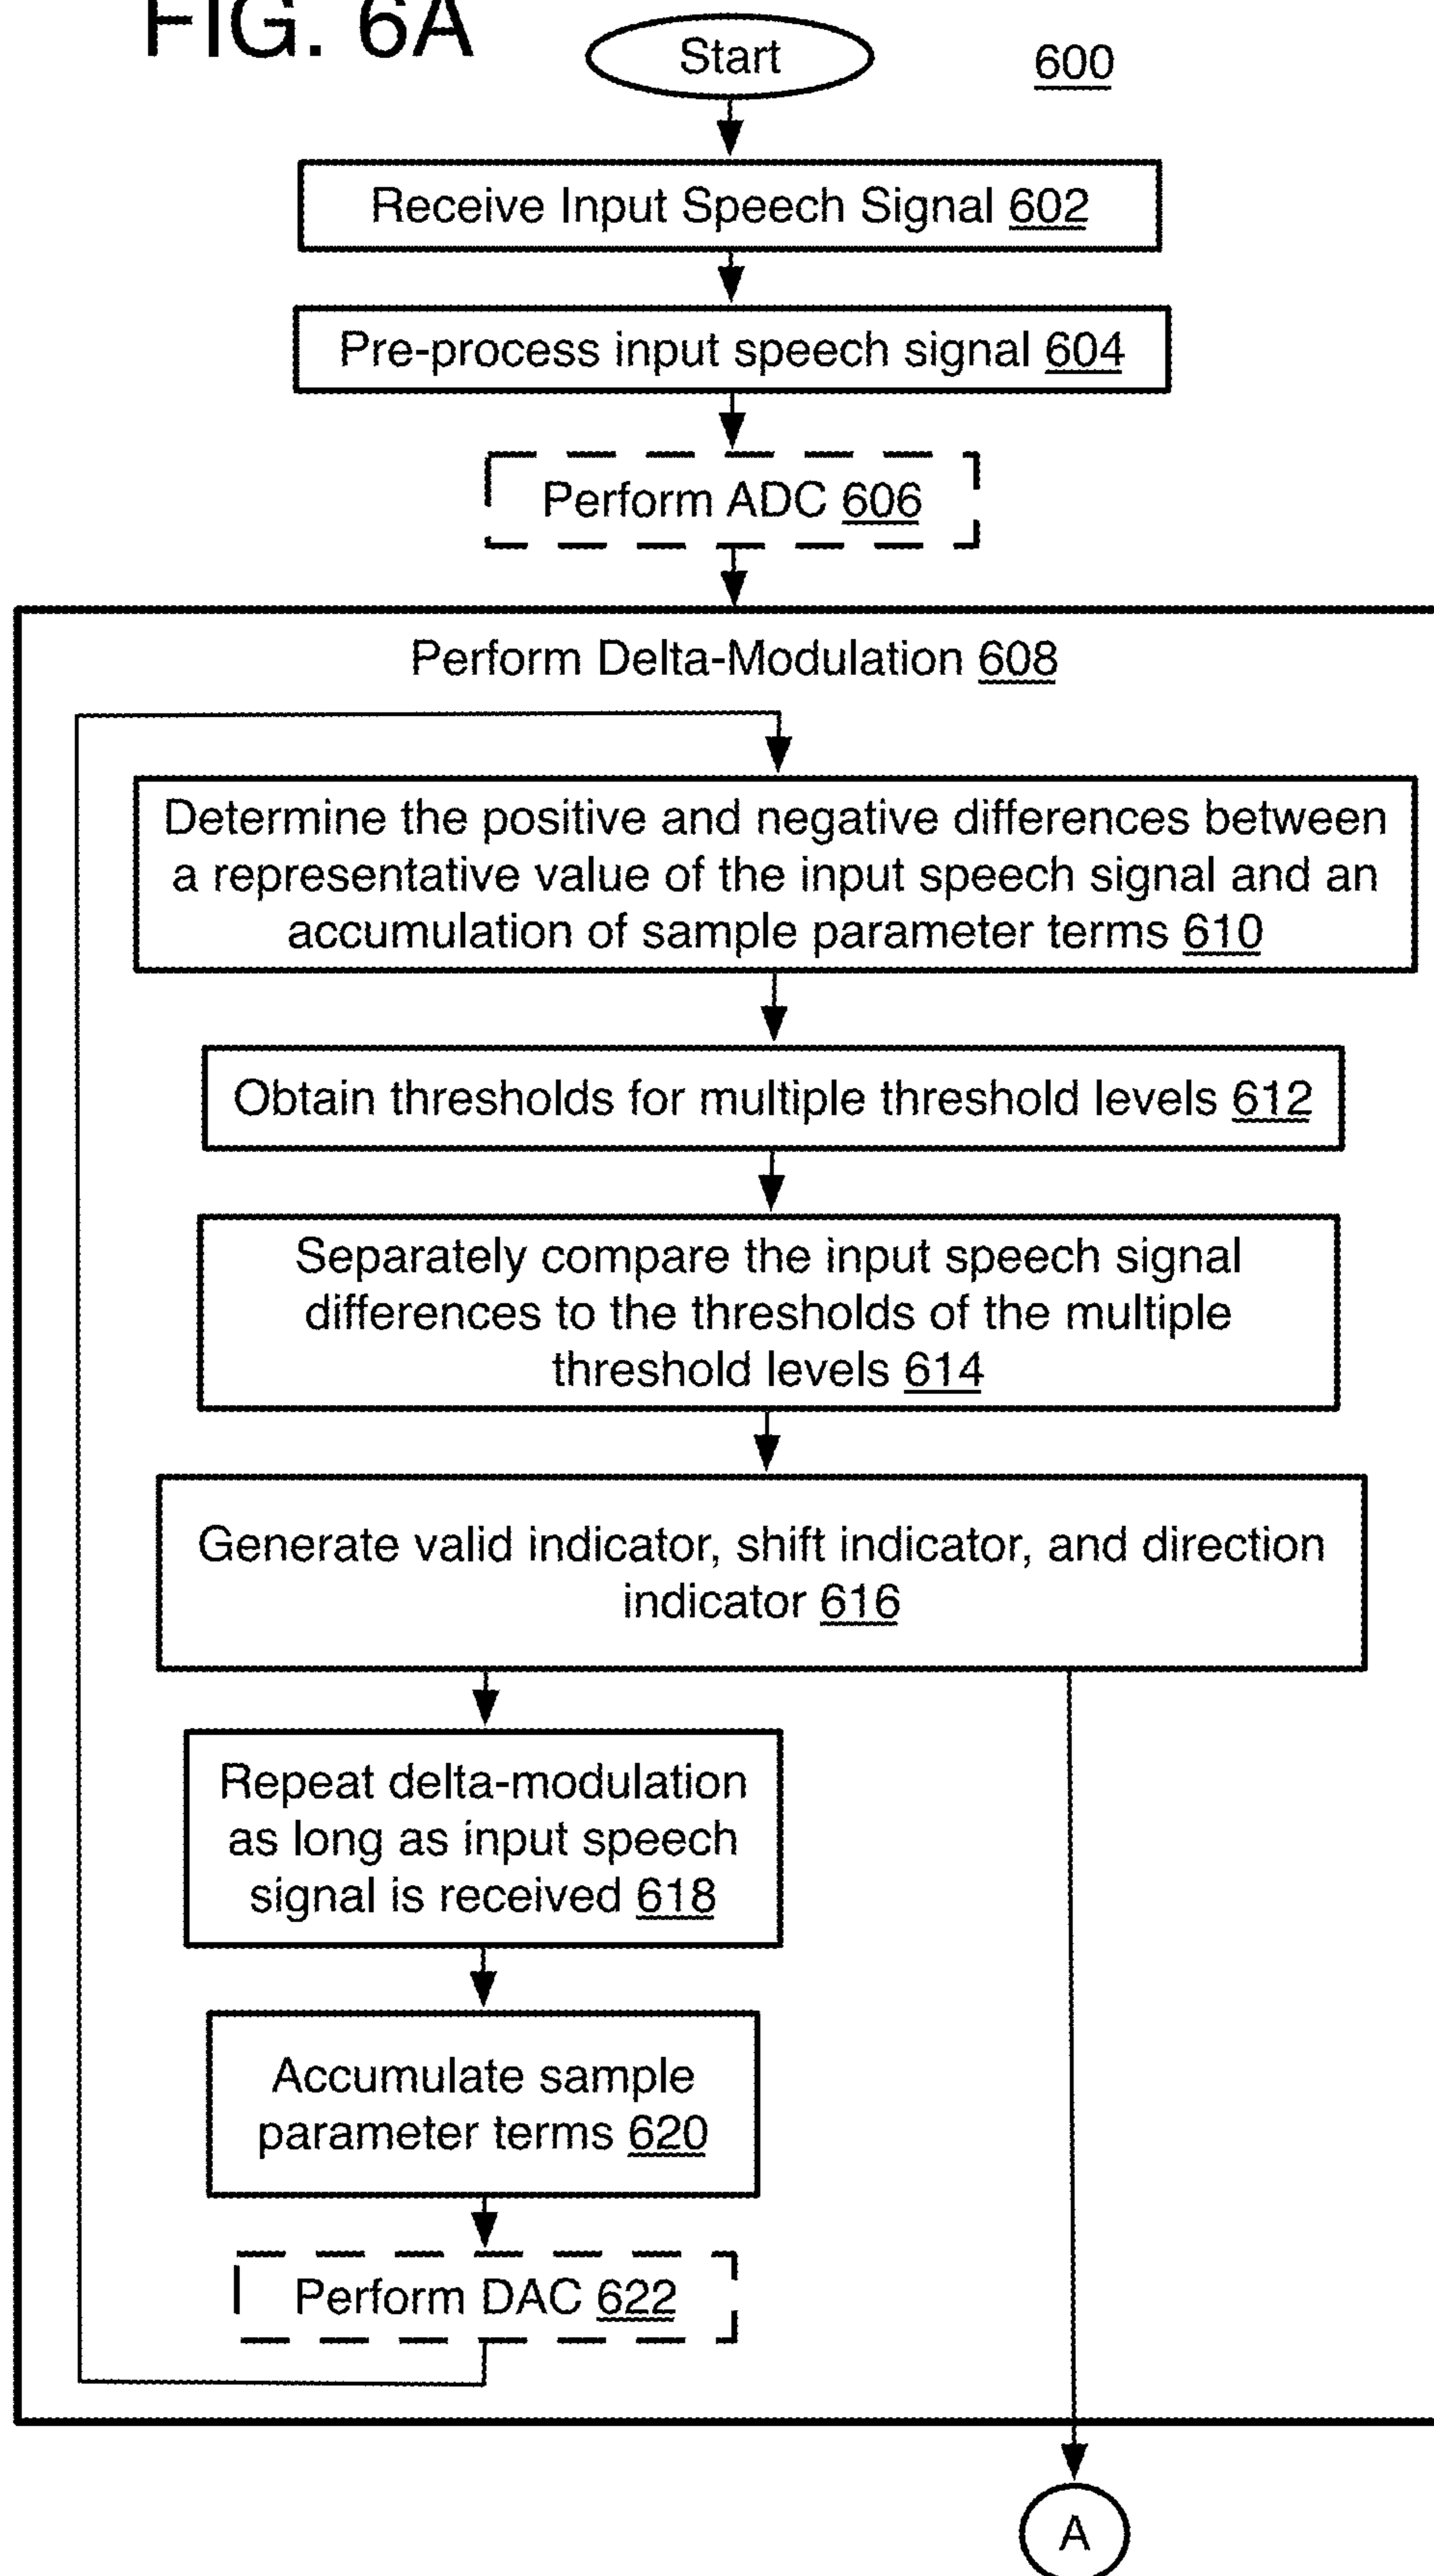 FIG. 6A
Start
600
Receive Input Speech Signal 602
Pre-process input speech signal 604
Perform ADC 606
Perform Delta-Modulation 608
Determine the positive and negative differences between
a representative value of the input speech signal and an
accumulation of sample parameter terms 610
Obtain thresholds for multiple threshold levels 612
Separately compare the input speech signal
differences to the thresholds of the multiple
threshold levels 614
Generate valid indicator, shift indicator, and direction
indicator 616
Repeat delta-modulation
as long as input speech
signal is received 618
Accumulate sample
parameter terms 620
Perform DAC 622
A